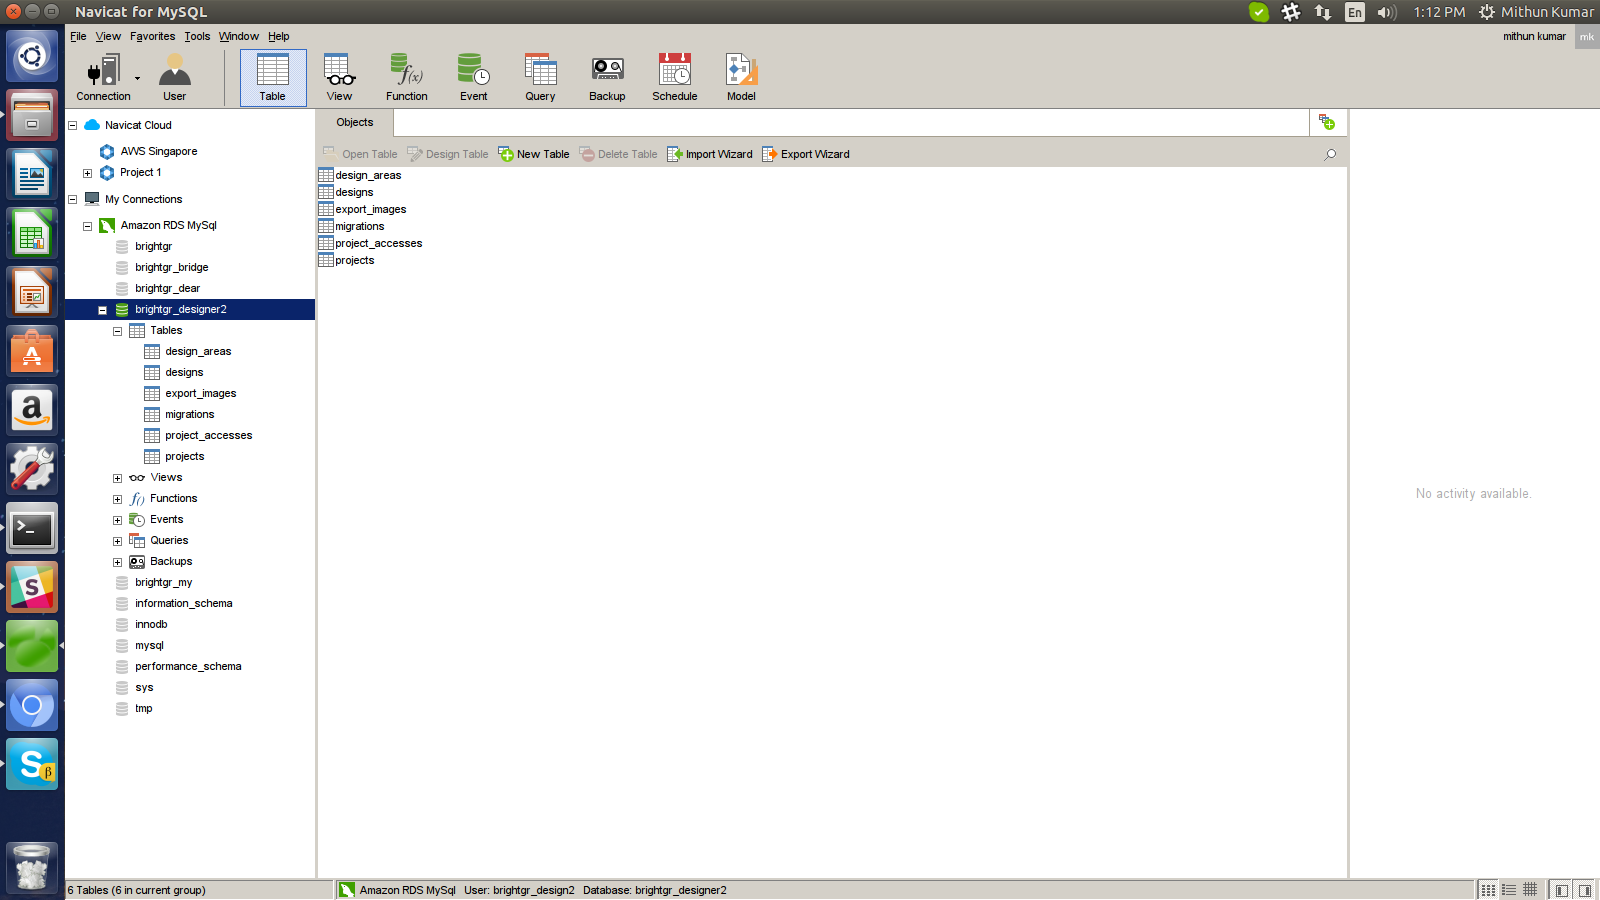 Navicat for MySQL
En
1:12 PM
Mithun Kumar
File View Favorites Tools Window Help
mithun kumar
mk
Connection
User
Table
View
Function
Event
Query
Backup
Schedule
Model
Navicat Cloud
AWS Singapore
Project 1
My Connections
Amazon RDS MySql
brightgr
brightgr_bridge
brightgr_dear
brightgr_designer2
Tables
design_areas
designs
export_images
migrations
project_accesses
projects
Views
Functions
Events
Queries
Backups
brightgr_my
information_schema
innodb
mysql
performance_schema
sys
tmp
Objects
Open Table Design Table New Table Delete Table Import Wizard Export Wizard
design_areas
designs
export_images
migrations
project_accesses
projects
No activity available.
6 Tables (6 in current group)
Amazon RDS MySql User: brightgr_design2 Database: brightgr_designer2